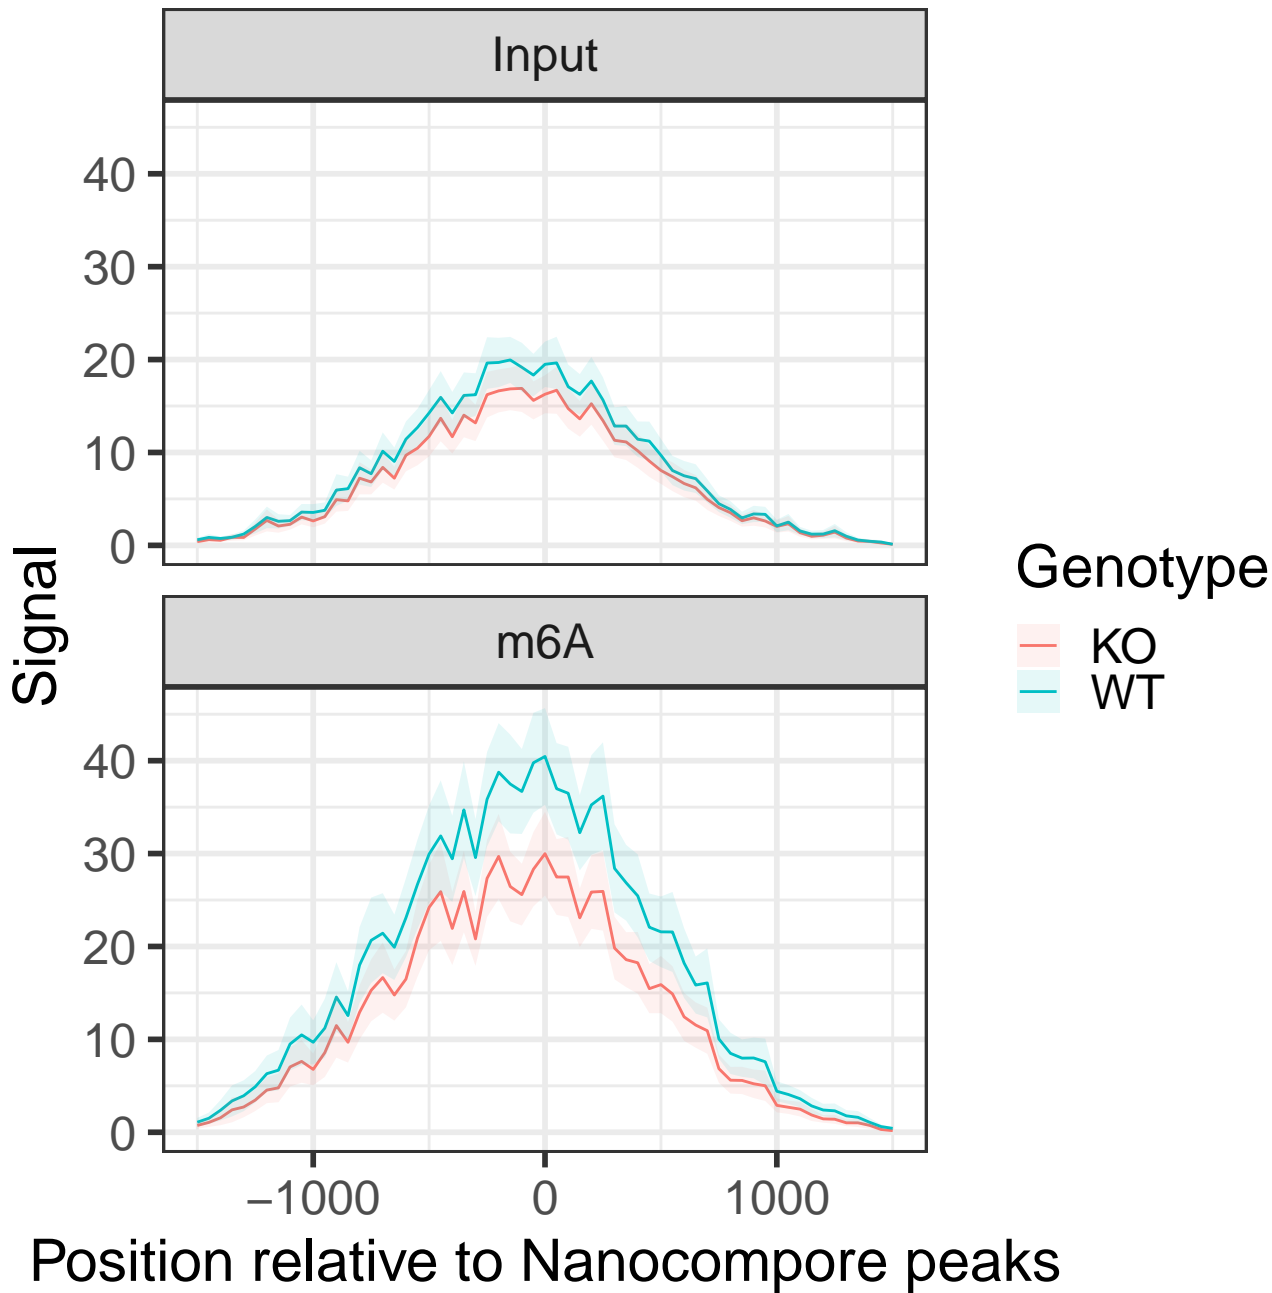 Input
40
30
20
10
0
Signal
m6A
40
30
20
10
0
−1000 0 1000
Position relative to Nanocompore peaks
Genotype
KO
WT